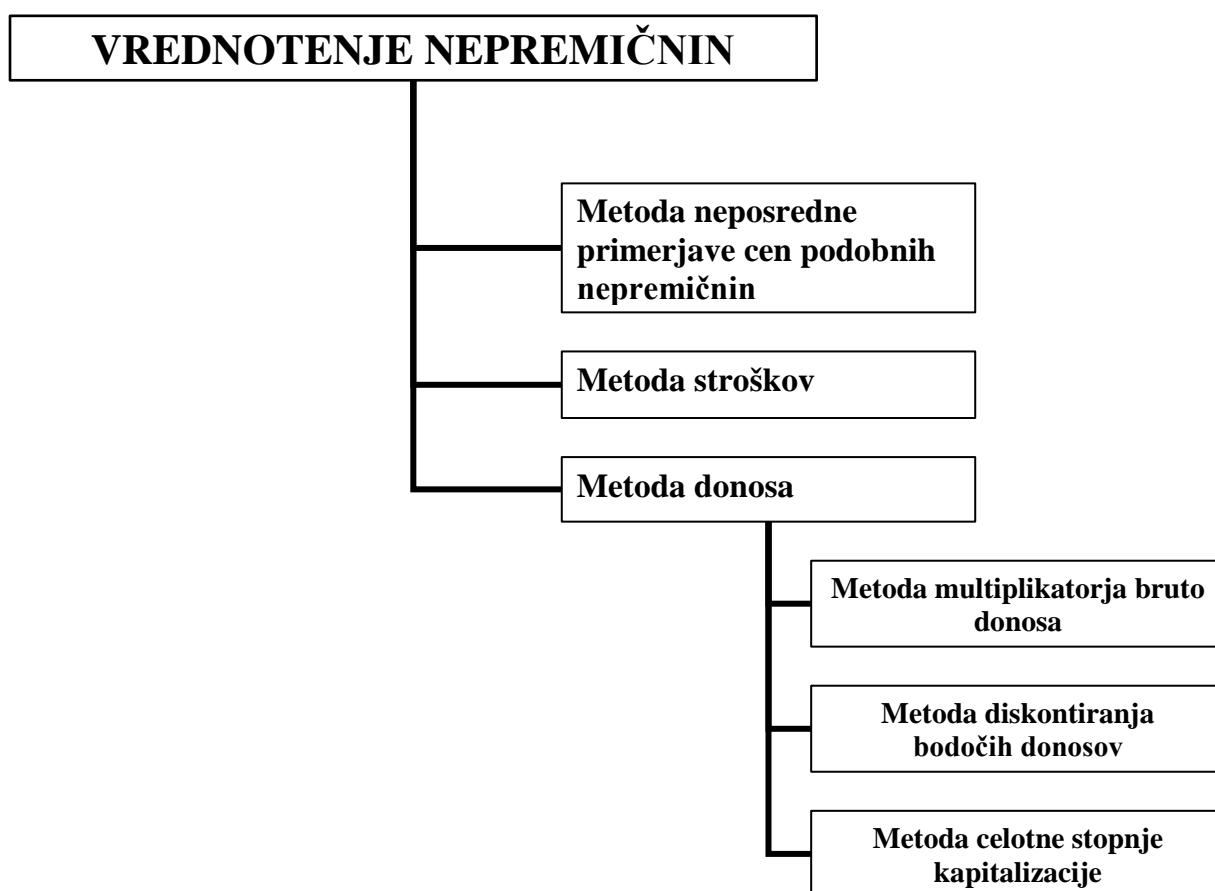 VREDNOTENJE NEPREMIČNIN
Metoda neposredne
primerjave cen podobnih
nepremičnin
Metoda stroškov
Metoda donosa
Metoda multiplikatorja bruto
donosa
Metoda diskontiranja
bodočih donosov
Metoda celotne stopnje
kapitalizacije